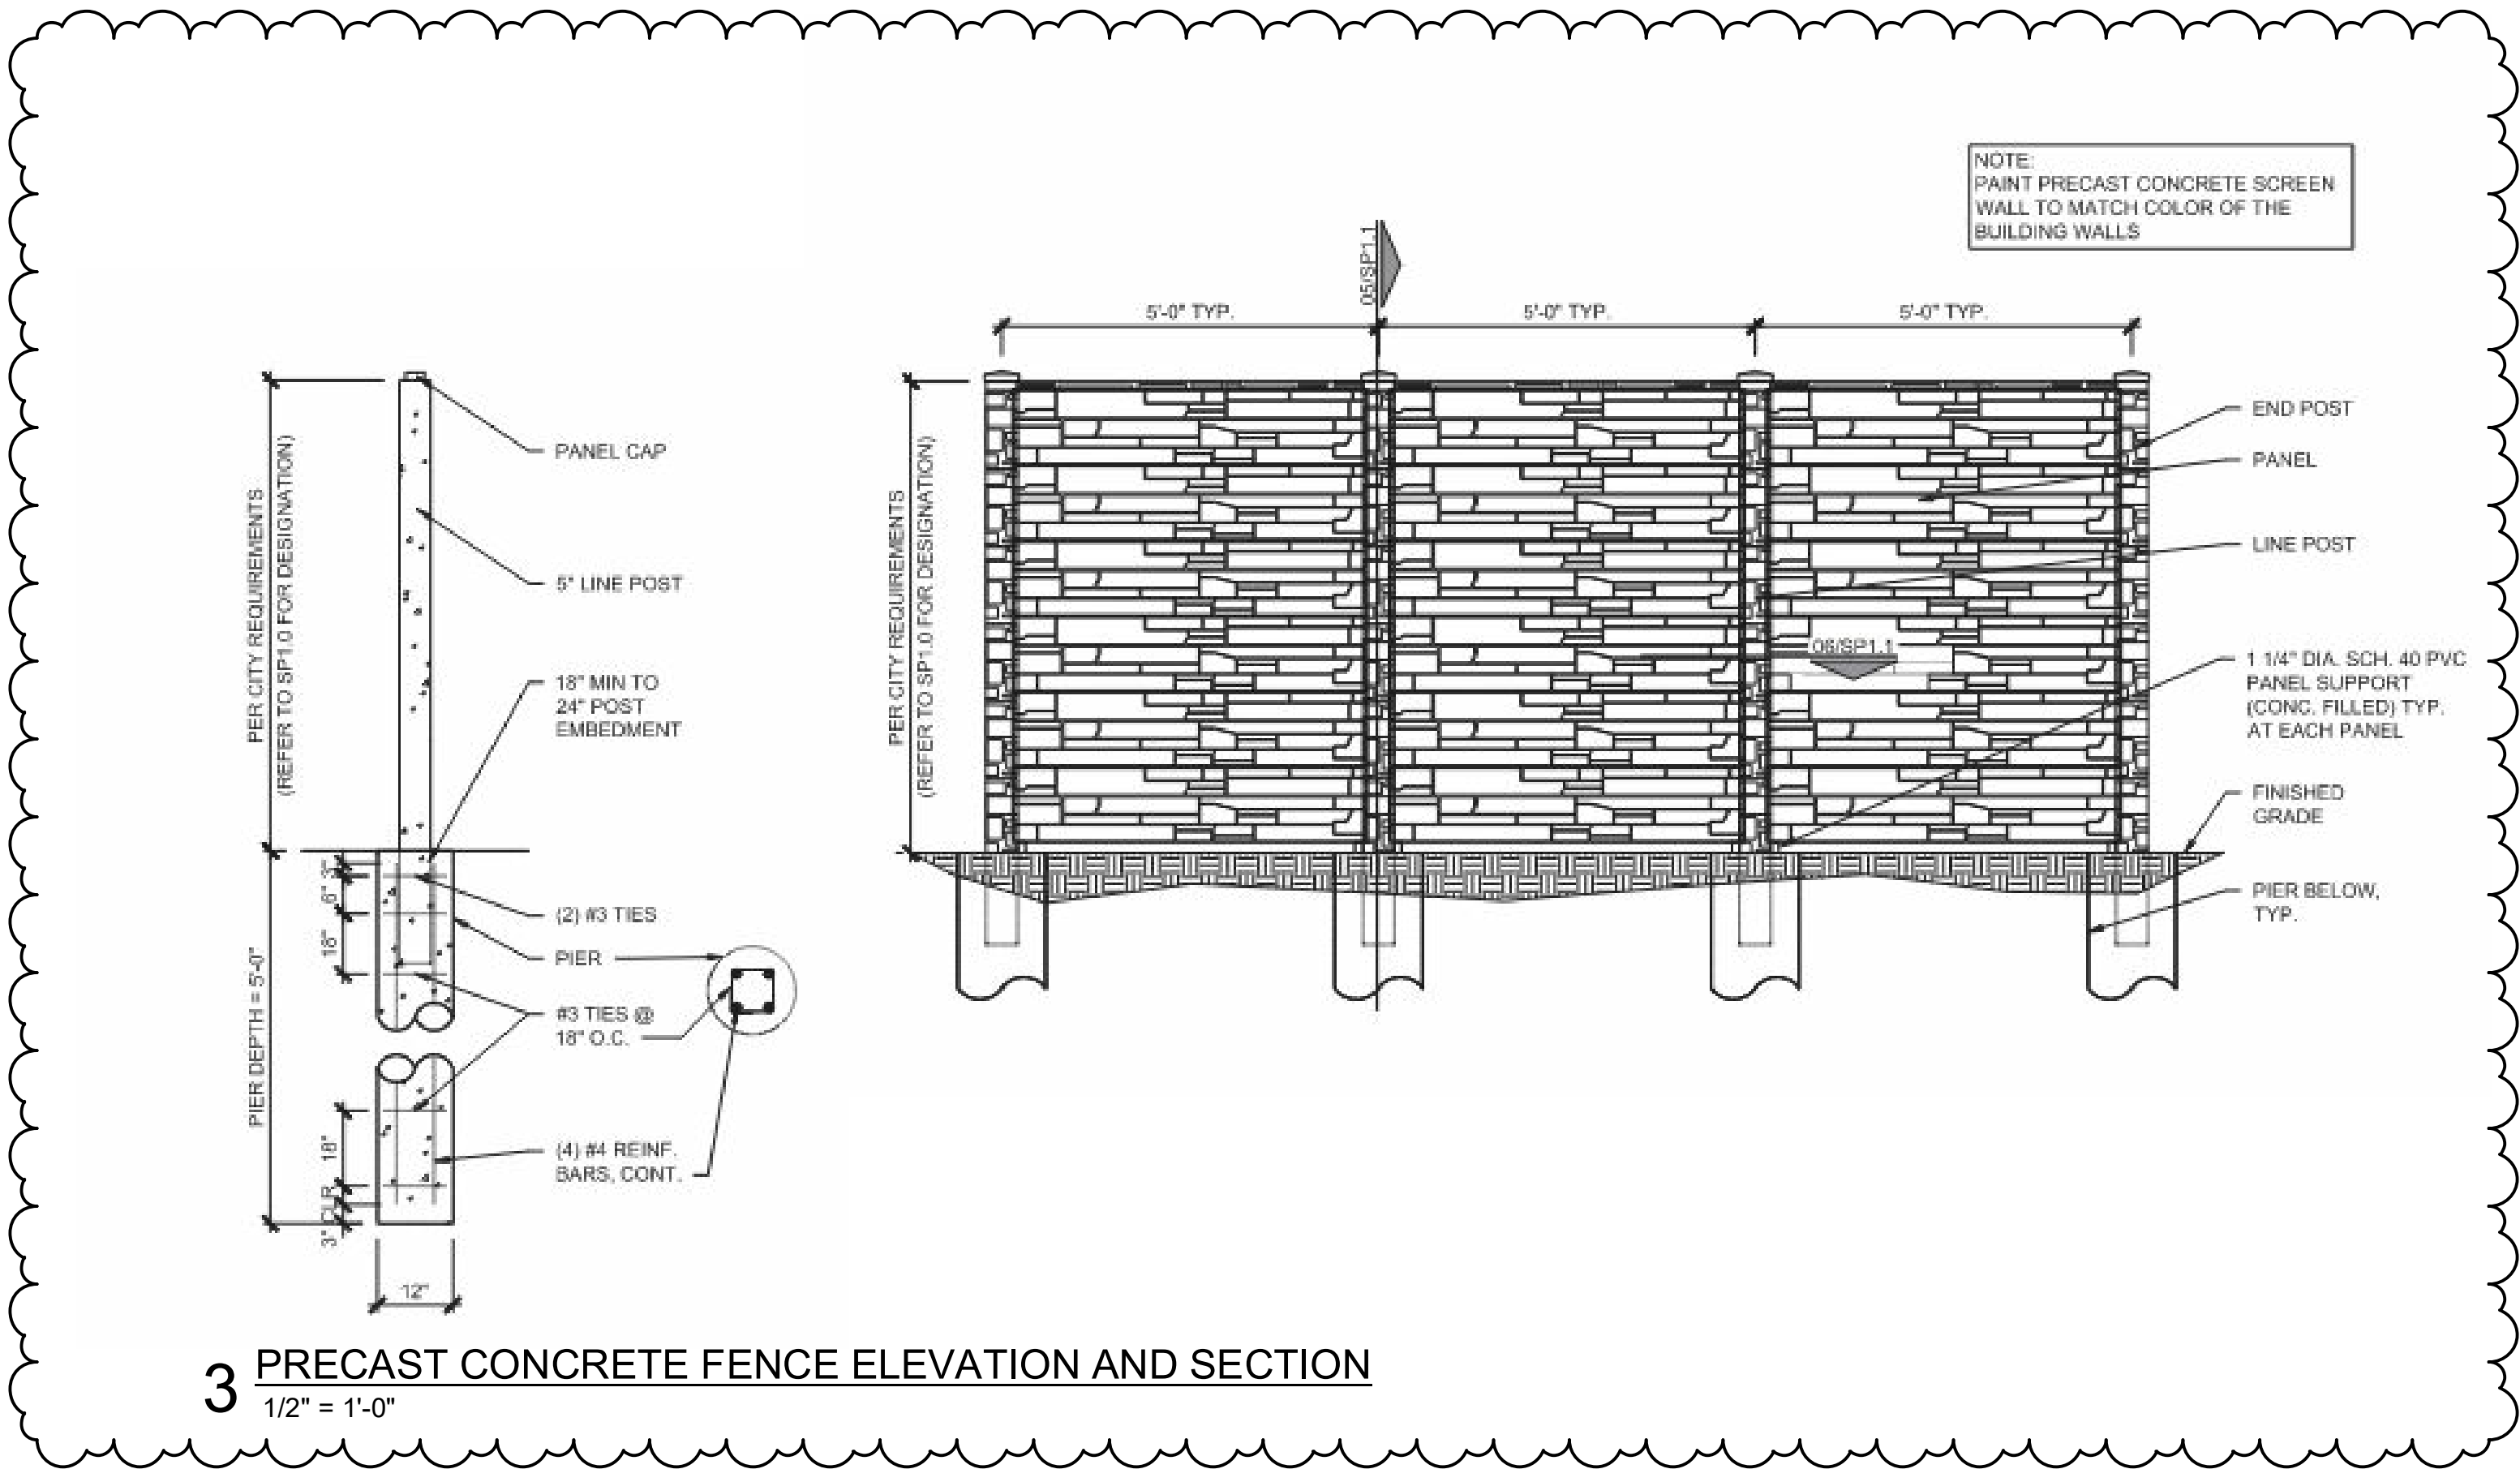 NOTE:
PAINT PRECAST CONCRETE SCREEN
WALL TO MATCH COLOR OF THE
BUILDING WALLS
PER CITY REQUIREMENTS
(REFER TO SP1.0 FOR DESIGNATION)
PANEL CAP
5" LINE POST
18" MIN TO
24" POST
EMBEDMENT
3"
6"
18"
(2) #3 TIES
PIER
#3 TIES @
18" O.C.
PIER DEPTH = 5'-0"
18"
3" CLR
(4) #4 REINF.
BARS, CONT.
12"
05/SP1.1
5'-0" TYP.
5'-0" TYP.
5'-0" TYP.
PER CITY REQUIREMENTS
(REFER TO SP1.0 FOR DESIGNATION)
06/SP1.1
END POST
PANEL
LINE POST
1 1/4" DIA. SCH. 40 PVC
PANEL SUPPORT
(CONC. FILLED) TYP.
AT EACH PANEL
FINISHED
GRADE
PIER BELOW,
TYP.
3 PRECAST CONCRETE FENCE ELEVATION AND SECTION
1/2" = 1'-0"